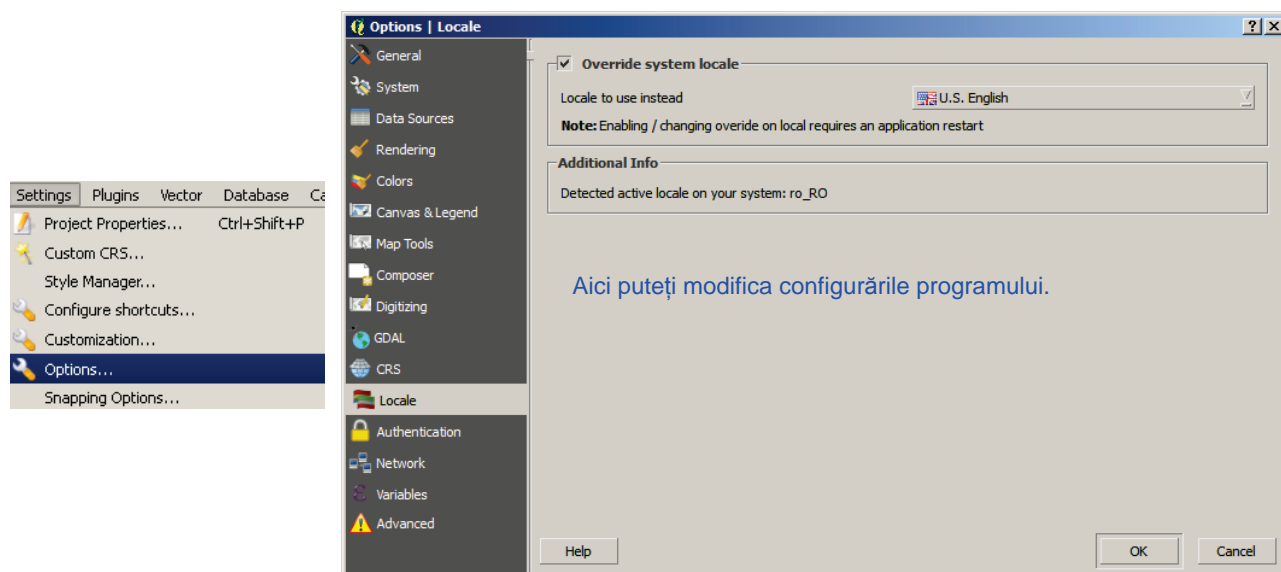 Settings Plugins Vector Database Ca
Project Properties... Ctrl+Shift+P
Custom CRS...
Style Manager...
Configure shortcuts...
Customization...
Options...
Snapping Options...
Options | Locale
General
System
Data Sources
Rendering
Colors
Canvas & Legend
Map Tools
Composer
Digitizing
GDAL
CRS
Locale
Authentication
Network
Variables
Advanced
Override system locale
Locale to use instead U.S. English
Note: Enabling / changing overide on local requires an application restart
Additional Info
Detected active locale on your system: ro_RO
Aici puteți modifica configurările programului.
Help OK Cancel